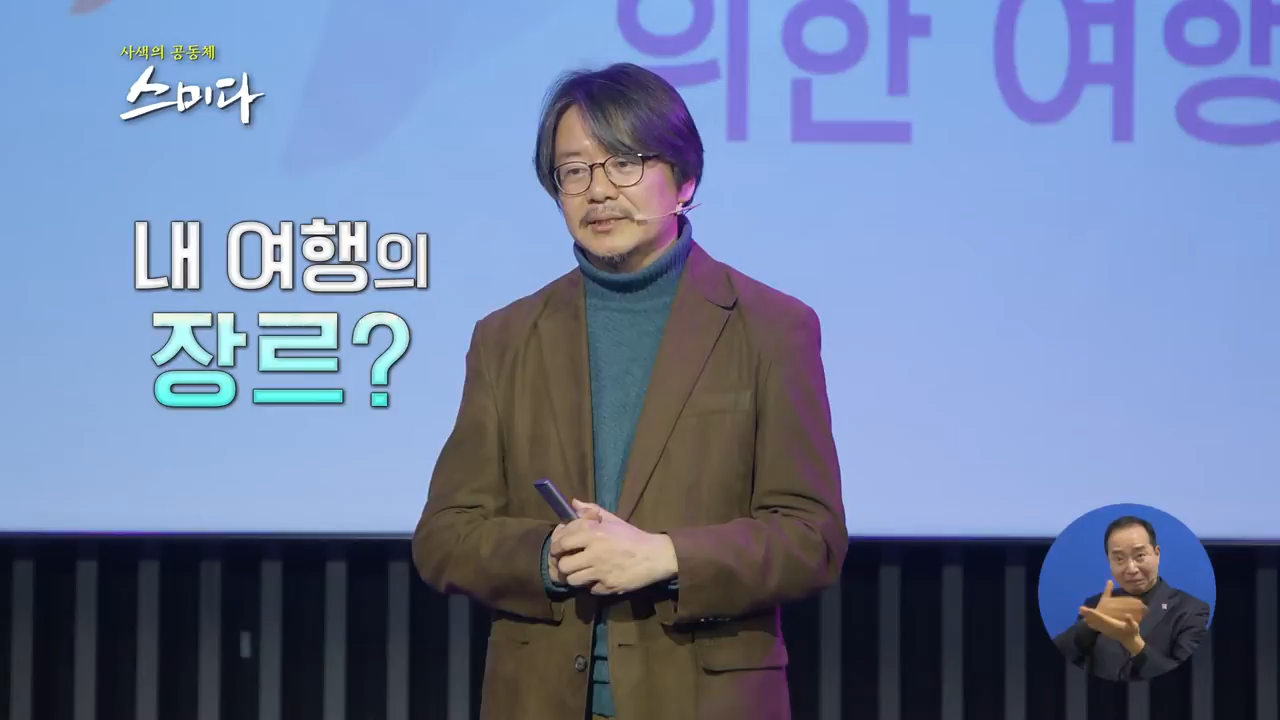 사색의 공동체
스미다
위한 여행
내 여행의
장르?